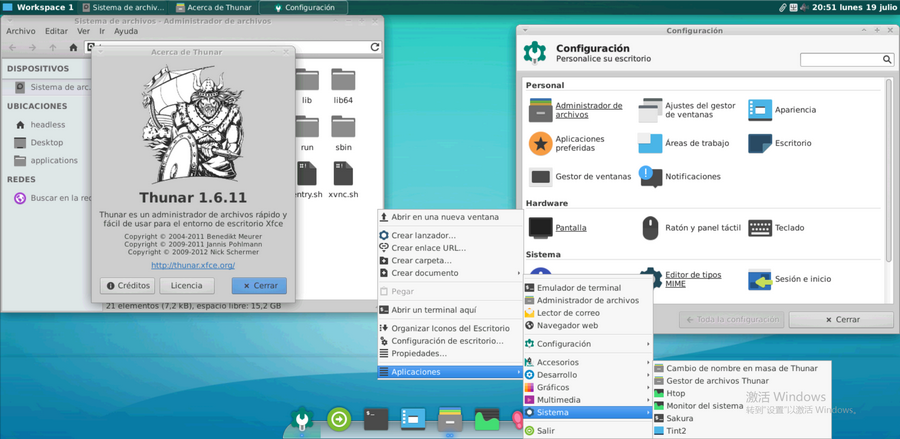 Workspace 1
Sistema de archiv...
Acerca de Thunar
Configuración
20:51 lunes 19 julio
Sistema de archivos - Administrador de archivos
Archivo Editar Ver Ir Ayuda
DISPOSITIVOS
Sistema de arc
UBICACIONES
headless
Desktop
applications
REDES
Buscar en la rec
lib
lib64
run
sbin
entry.sh
xvnc.sh
21 elementos (7,2 kB), espacio libre: 15,2 GB
Acerca de Thunar
Thunar 1.6.11
Thunar es un administrador de archivos rápido y
fácil de usar para el entorno de escritorio Xfce
Copyright © 2004-2011 Benedikt Meurer
Copyright © 2009-2011 Jannis Pohlmann
Copyright © 2009-2012 Nick Schermer
http://thunar.xfce.org/
Créditos
Licencia
Cerrar
Abrir en una nueva ventana
Crear lanzador...
Crear enlace URL...
Crear carpeta...
Crear documento
Pegar
Abrir un terminal aquí
Organizar Iconos del Escritorio
Configuración de escritorio...
Propiedades...
Aplicaciones
Configuración
Configuración
Personalice su escritorio
Personal
Administrador de
archivos
Ajustes del gestor
de ventanas
Apariencia
Aplicaciones
preferidas
Áreas de trabajo
Escritorio
Gestor de ventanas
Notificaciones
Hardware
Pantalla
Ratón y panel táctil
Teclado
Sistema
Editor de tipos
MIME
Sesión e inicio
Toda la configuración
Cerrar
Emulador de terminal
Administrador de archivos
Lector de correo
Navegador web
Configuración
Accesorios
Desarrollo
Gráficos
Multimedia
Sistema
Salir
Cambio de nombre en masa de Thunar
Gestor de archivos Thunar
Htop
Monitor del sistema
Sakura
Tint2
激活 Windows
转到"设置"以激活 Windows。